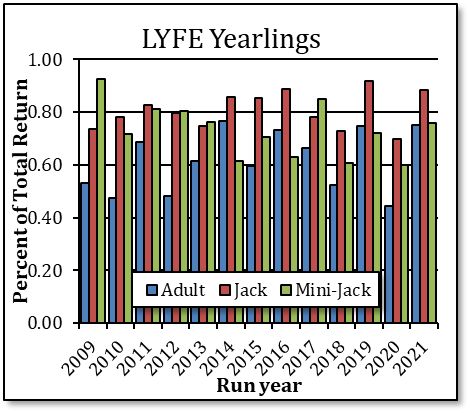 LYFE Yearlings
Percent of Total Return
1.00
0.80
0.60
0.40
0.20
0.00
Adult Jack Mini-Jack
2009 2010 2011 2012 2013 2014 2015 2016 2017 2018 2019 2020 2021
Run year